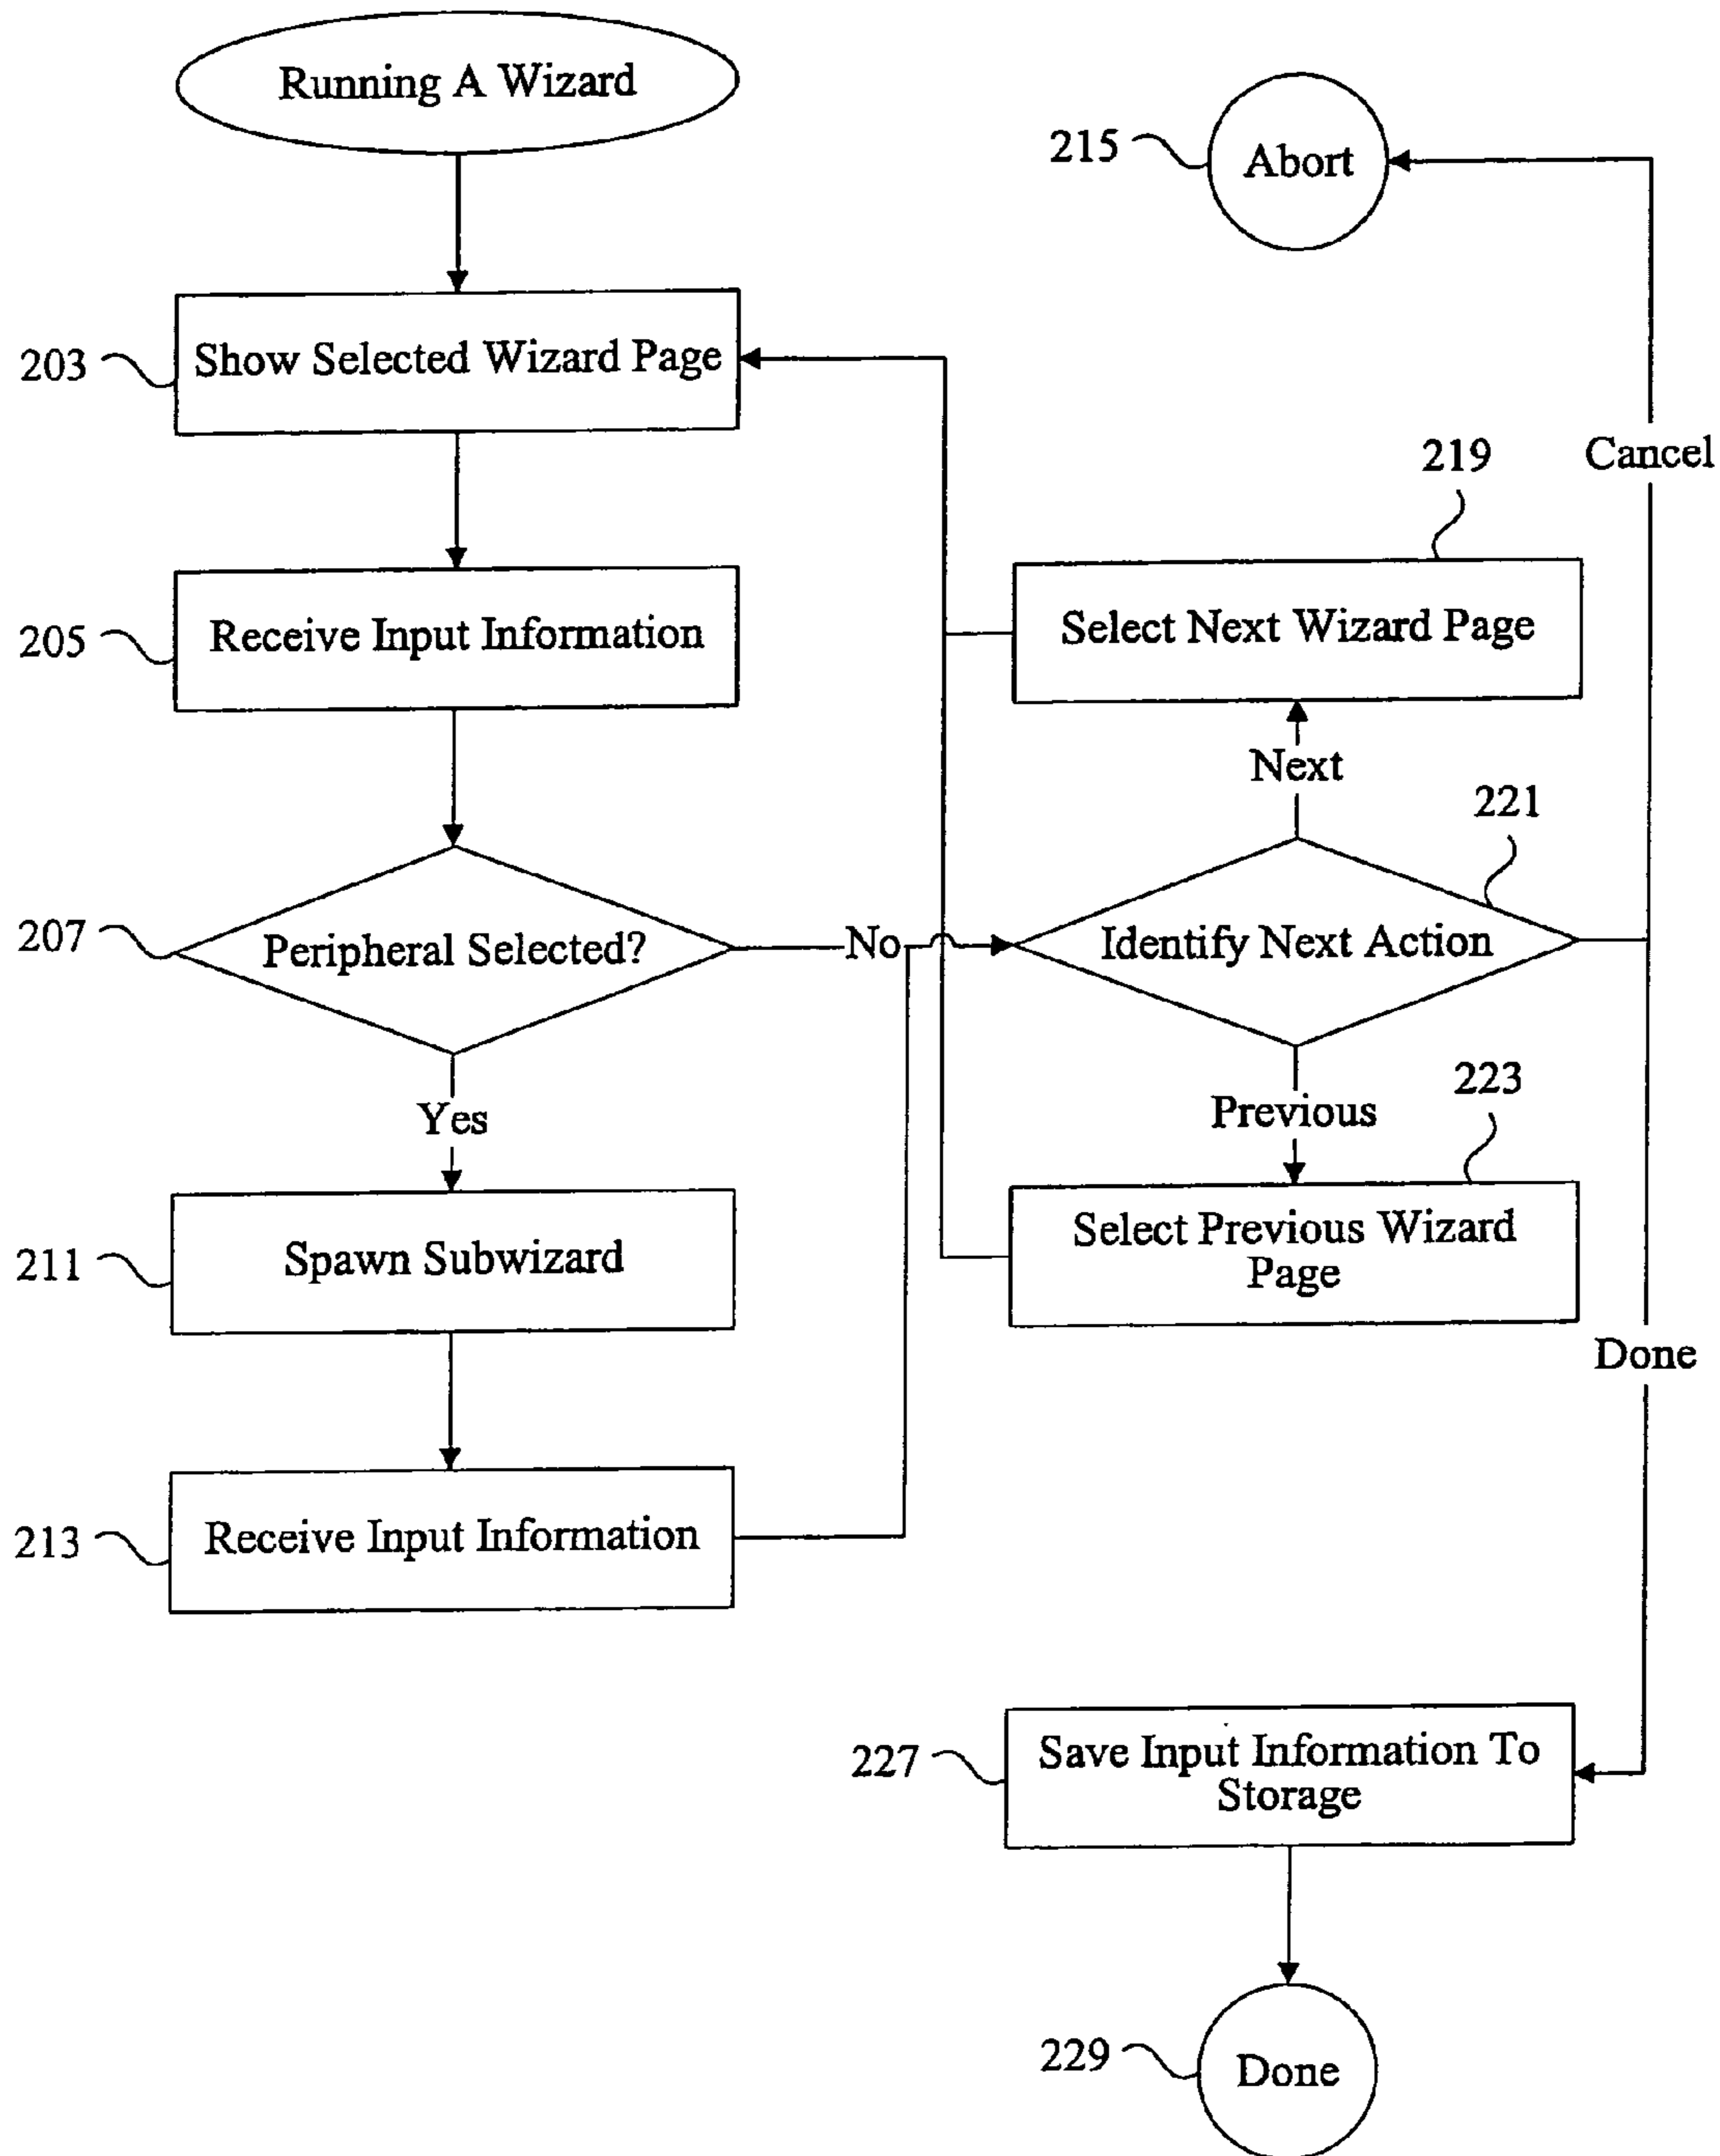 Running A Wizard
215
Abort
203
Show Selected Wizard Page
Cancel
219
205
Receive Input Information
Select Next Wizard Page
Next
221
207
Peripheral Selected?
No
Identify Next Action
Yes
Previous
223
211
Spawn Subwizard
Select Previous Wizard
Page
Done
213
Receive Input Information
227
Save Input Information To
Storage
229
Done